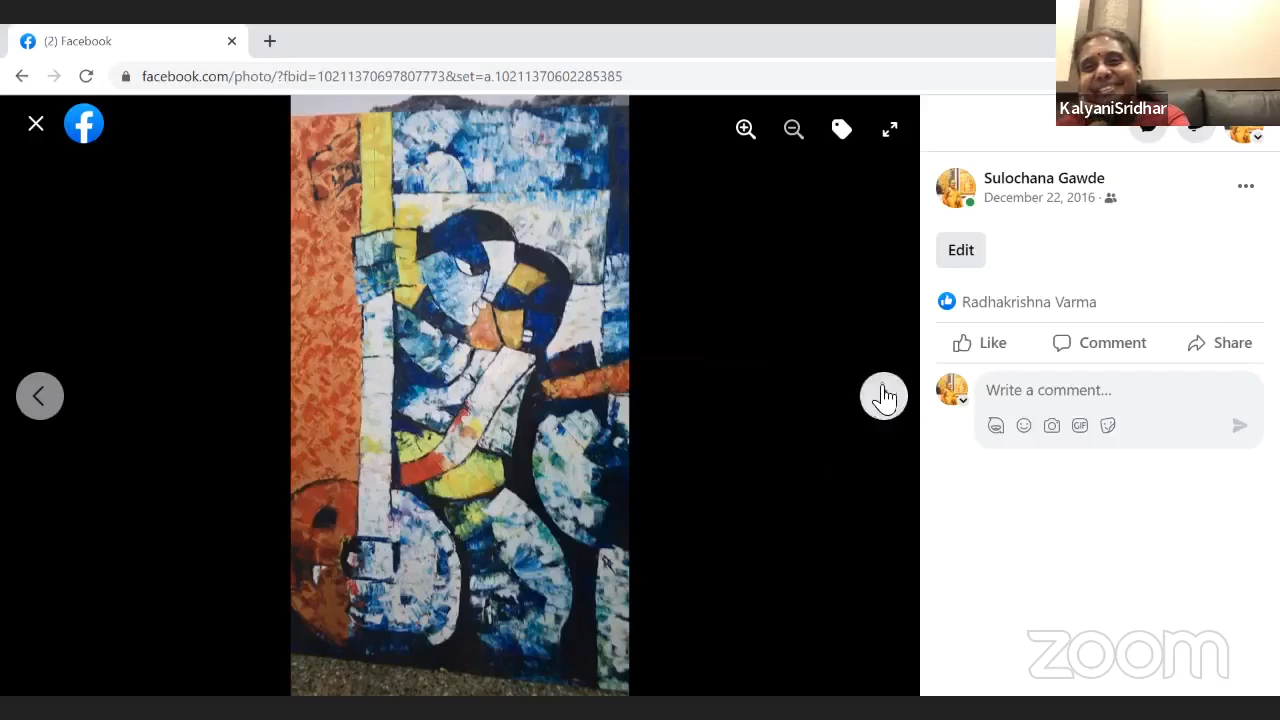 (2) Facebook
facebook.com/photo/?fbid=10211370697807773&set=a.10211370602285385
KalyaniSridhar
Sulochana Gawde
December 22, 2016 ·
Edit
Radhakrishna Varma
Like
Comment
Share
Write a comment...
GIF
zoom